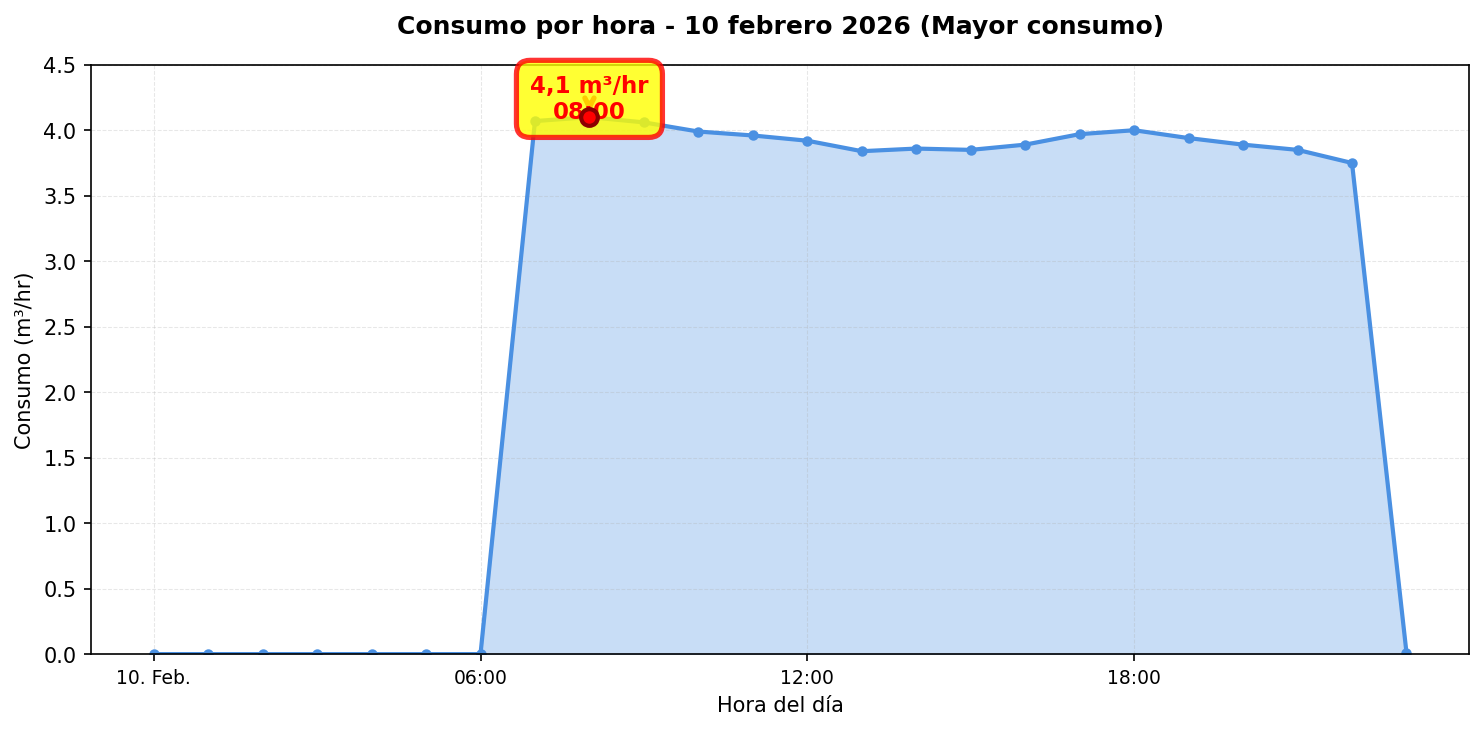 Consumo por hora - 10 febrero 2026 (Mayor consumo)
4,1 m³/hr
08:00
4.5
4.0
3.5
3.0
2.5
2.0
1.5
1.0
0.5
0.0
Consumo (m³/hr)
10. Feb.
06:00
12:00
18:00
Hora del día